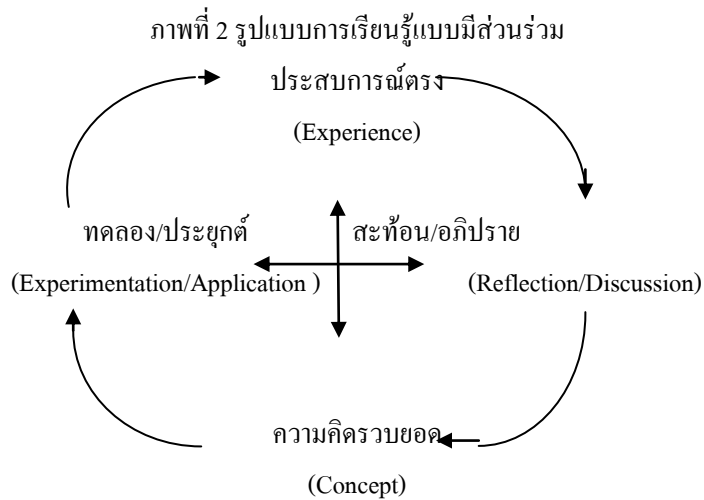 ภาพที่ 2 รูปแบบการเรียนรู้แบบมีส่วนร่วม
ประสบการณ์ตรง
(Experience)
ทดลอง/ประยุกต์ สะท้อน/อภิปราย
(Experimentation/Application ) (Reflection/Discussion)
ความคิดรวบยอด
(Concept)